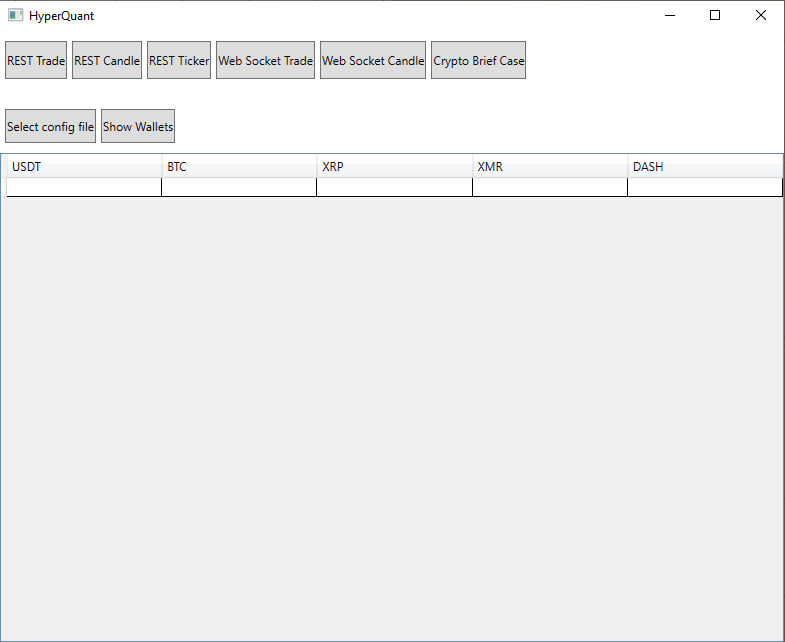 HyperQuant
REST Trade REST Candle REST Ticker Web Socket Trade Web Socket Candle Crypto Brief Case
Select config file Show Wallets
USDT BTC XRP XMR DASH